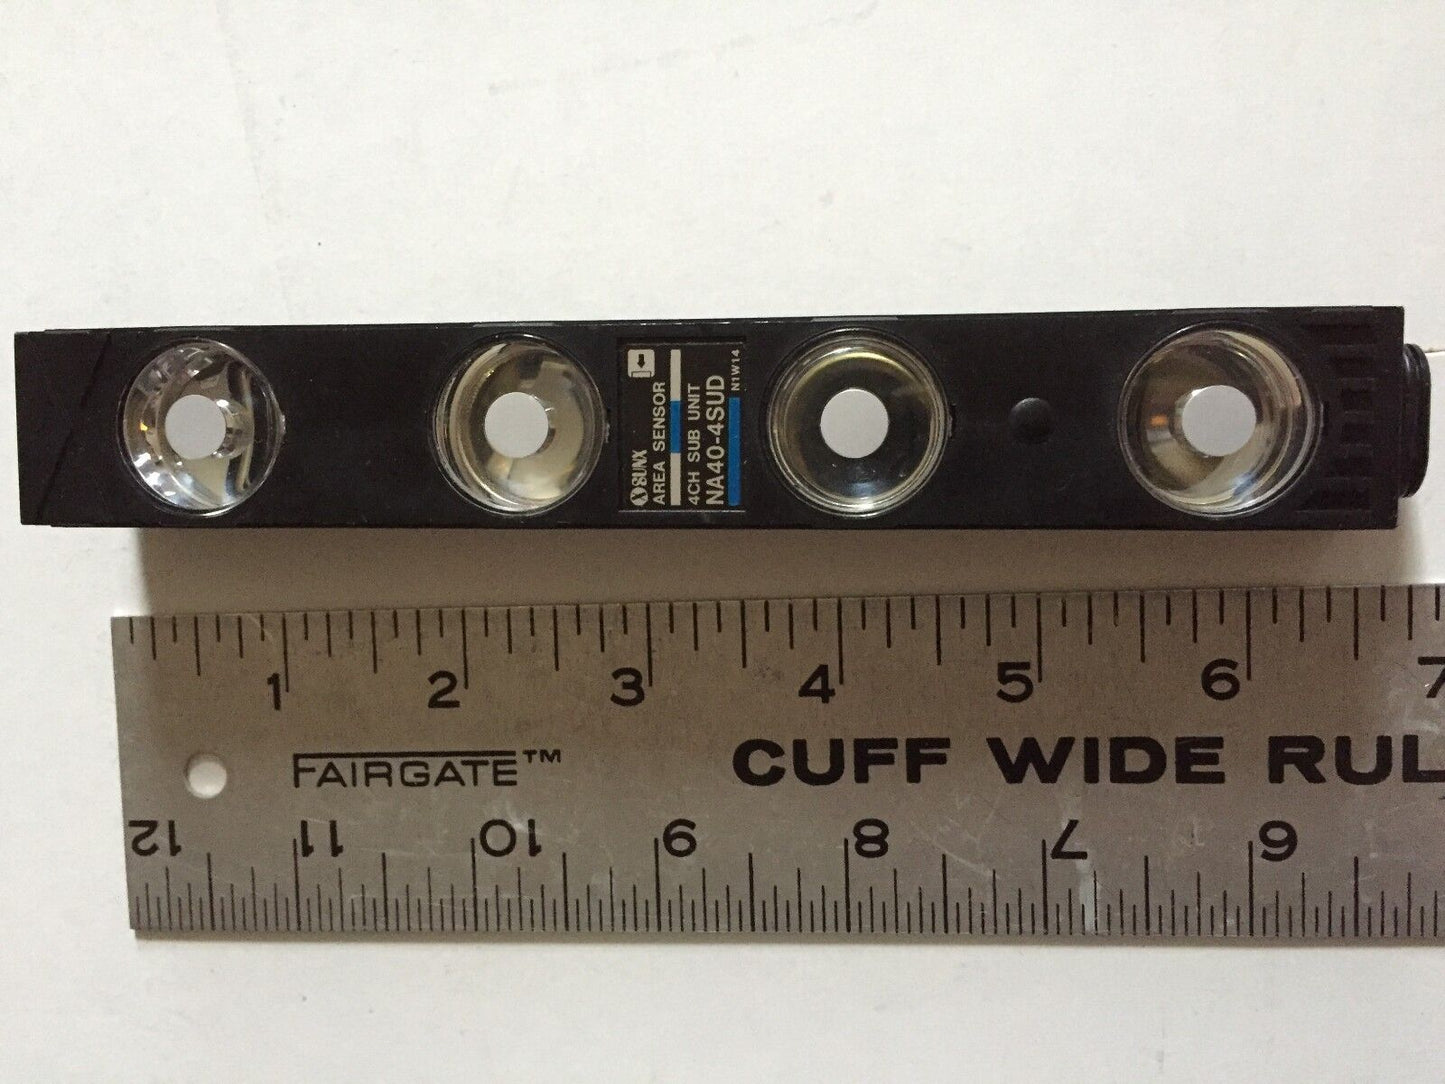 SUNX
AREA SENSOR
4CH SUB UNIT
NA40-4SUD
N1W14
1 2 3 4 5 6 7
FAIRGATE™
CUFF WIDE RUL
12 11 10 9 8 7 6